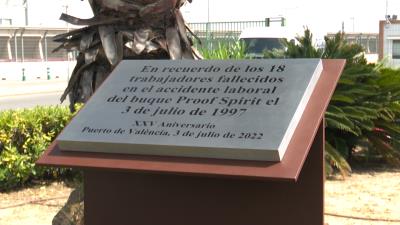 En recuerdo de los 18
trabajadores fallecidos
en el accidente laboral
del buque Proof Spirit el
3 de julio de 1997
XXV Aniversario
Puerto de València, 3 de julio de 2022